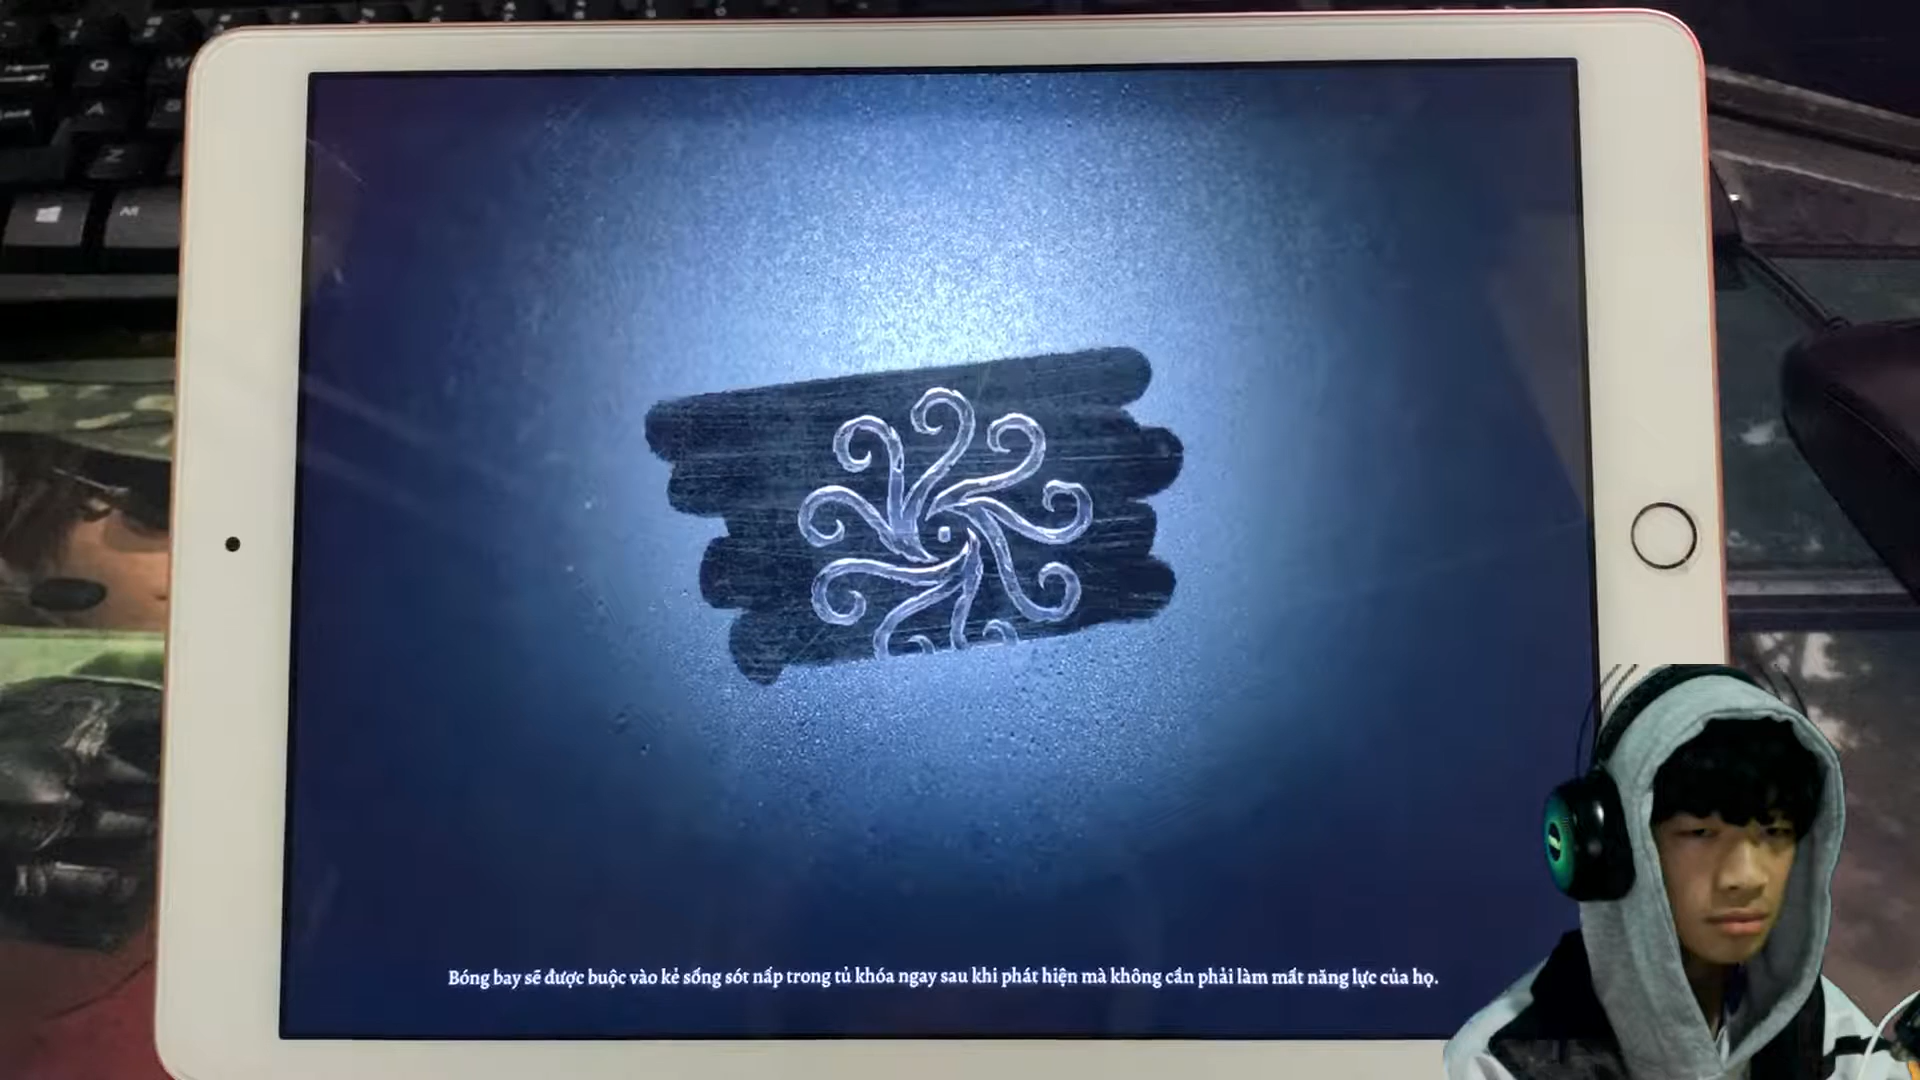 Q
W
A
S
Z
M
Bóng bay sẽ được buộc vào kẻ sống sót nấp trong tủ khóa ngay sau khi phát hiện mà không cần phải làm mất năng lực của họ.